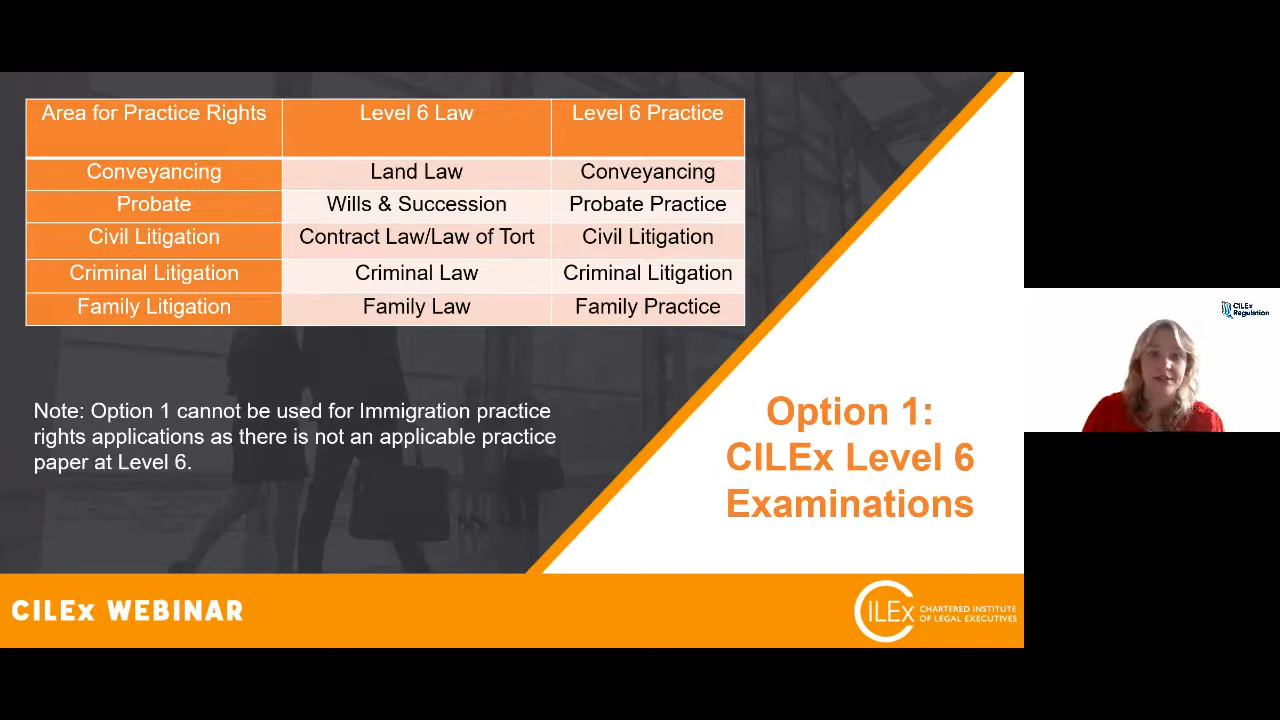 Area for Practice Rights Level 6 Law Level 6 Practice
Conveyancing Land Law Conveyancing
Probate Wills & Succession Probate Practice
Civil Litigation Contract Law/Law of Tort Civil Litigation
Criminal Litigation Criminal Law Criminal Litigation
Family Litigation Family Law Family Practice
Note: Option 1 cannot be used for Immigration practice
rights applications as there is not an applicable practice
paper at Level 6.
Option 1:
CILEx Level 6
Examinations
CILEx
Regulation
CILEx WEBINAR
CILEx
CHARTERED INSTITUTE
OF LEGAL EXECUTIVES